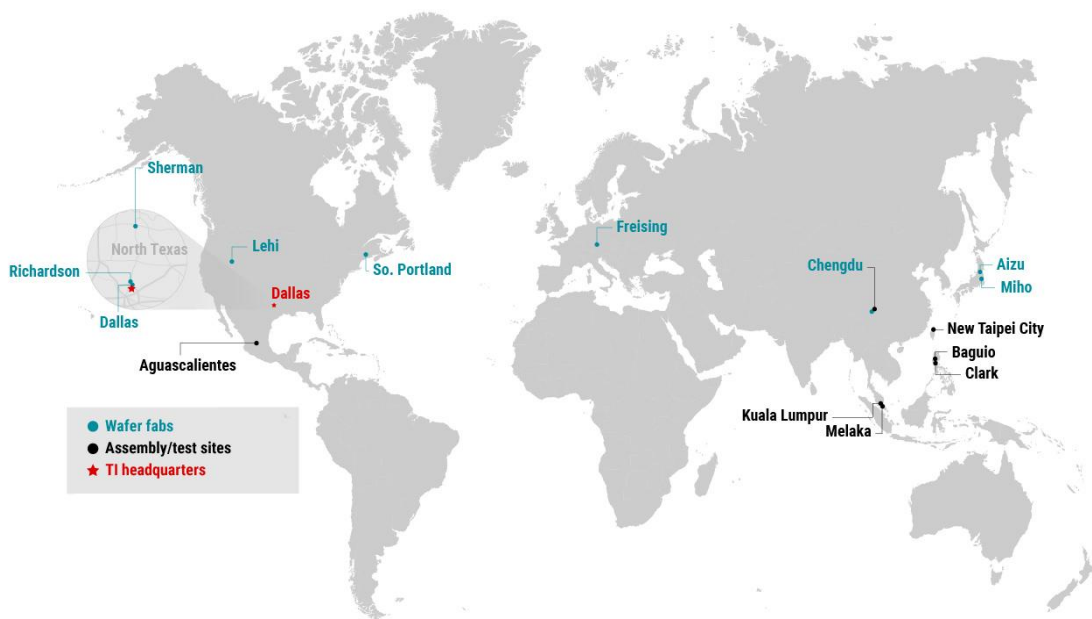 Sherman
North Texas
Lehi
Richardson
So. Portland
Dallas
Dallas
Aguascalientes
Freising
Chengdu
Aizu
Miho
New Taipei City
Baguio
Clark
Kuala Lumpur
Melaka
Wafer fabs
Assembly/test sites
TI headquarters